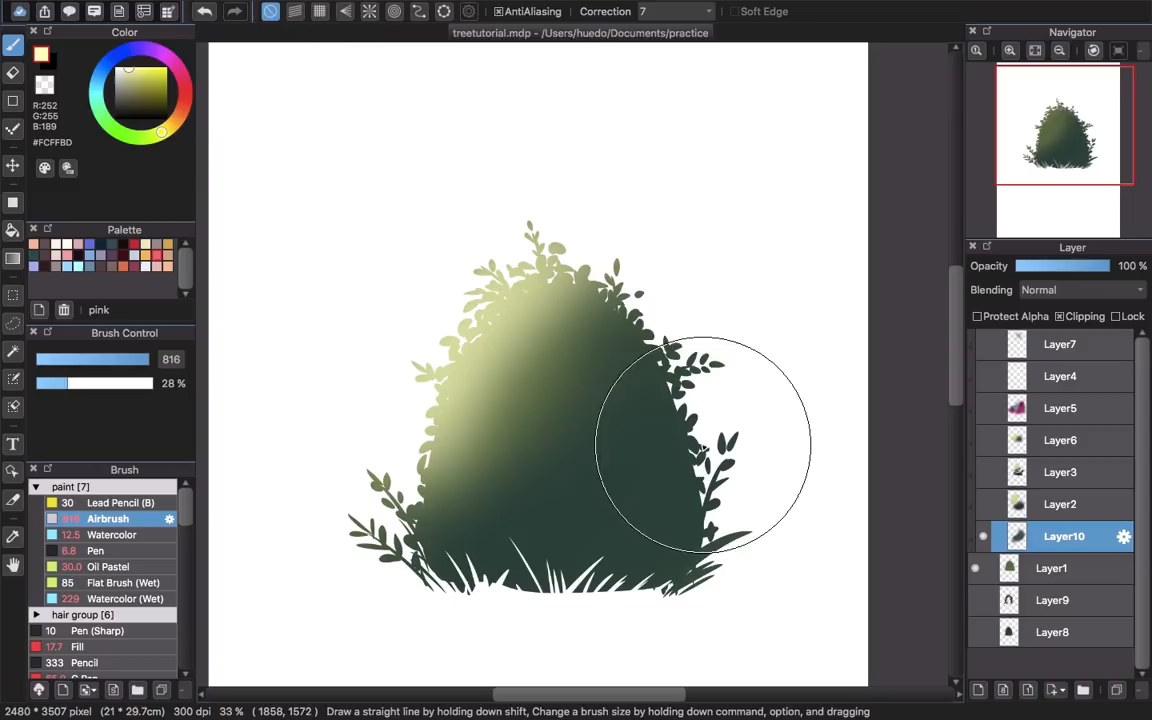 AntiAliasing Correction 7 Soft Edge
treetutorial.mdp - /Users/huedo/Documents/practice
Color
R:252
G:255
B:189
#FCFFBD
Palette
pink
Brush Control
816
28 %
Brush
paint [7]
30 Lead Pencil (B)
816 Airbrush
12.5 Watercolor
6.8 Pen
30.0 Oil Pastel
85 Flat Brush (Wet)
229 Watercolor (Wet)
hair group [6]
10 Pen (Sharp)
17.7 Fill
333 Pencil
T
Navigator
Layer
Opacity 100 %
Blending Normal
Protect Alpha Clipping Lock
Layer7
Layer4
Layer5
Layer6
Layer3
Layer2
Layer10
Layer1
Layer9
Layer8
2480 * 3507 pixel (21 * 29.7cm) 300 dpi 33 % ( 1858, 1572 ) Draw a straight line by holding down shift, Change a brush size by holding down command, option, and dragging